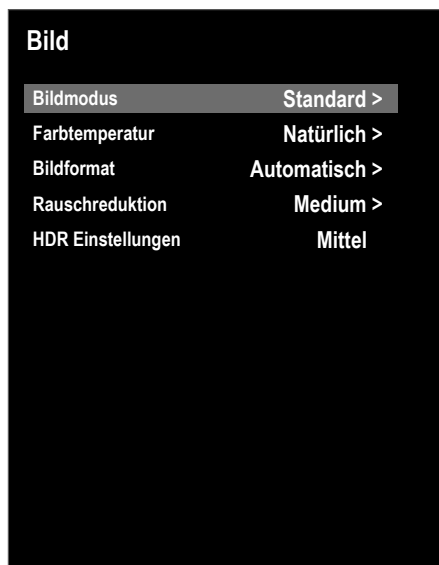 Bild
Bildmodus Standard >
Farbtemperatur Natürlich >
Bildformat Automatisch >
Rauschreduktion Medium >
HDR Einstellungen Mittel